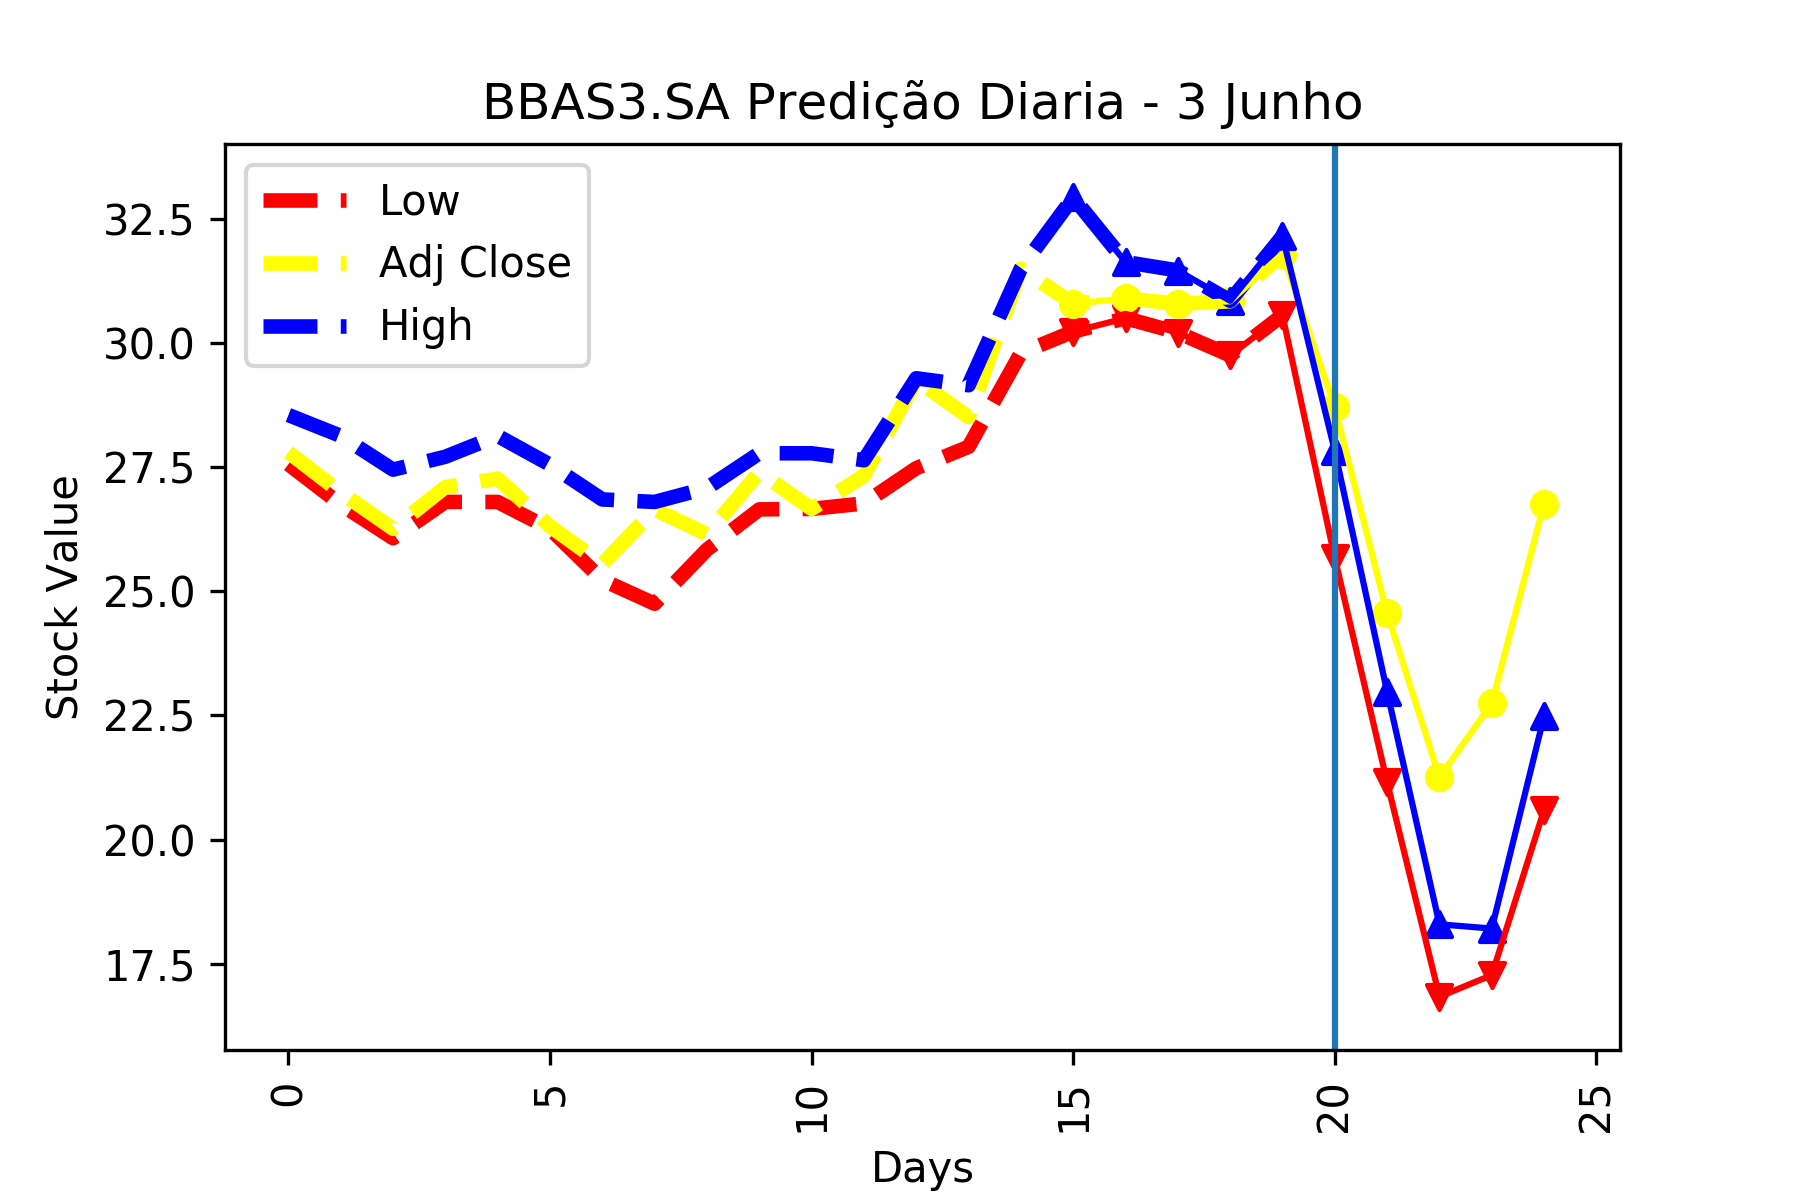 BBAS3.SA Predição Diaria - 3 Junho
Low
Adj Close
High
32.5
30.0
27.5
25.0
22.5
20.0
17.5
Stock Value
0
5
10
15
20
25
Days